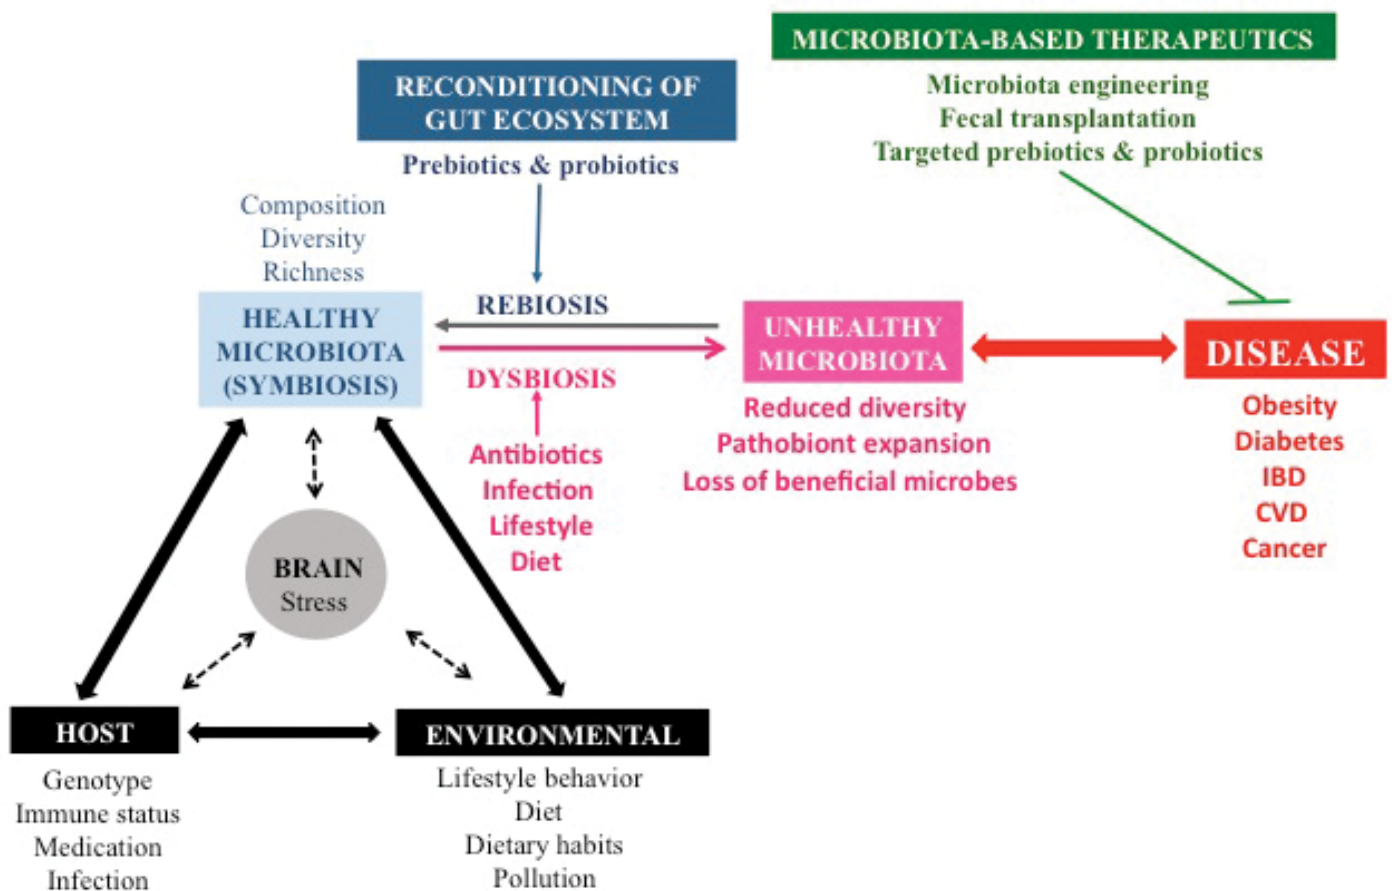 MICROBIOTA-BASED THERAPEUTICS
Microbiota engineering
Fecal transplantation
Targeted prebiotics & probiotics
RECONDITIONING OF
GUT ECOSYSTEM
Prebiotics & probiotics
Composition
Diversity
Richness
HEALTHY
MICROBIOTA
(SYMBIOSIS)
REBIOSIS
DYSBIOSIS
Antibiotics
Infection
Lifestyle
Diet
UNHEALTHY
MICROBIOTA
Reduced diversity
Pathobiont expansion
Loss of beneficial microbes
DISEASE
Obesity
Diabetes
IBD
CVD
Cancer
BRAIN
Stress
HOST
Genotype
Immune status
Medication
Infection
ENVIRONMENTAL
Lifestyle behavior
Diet
Dietary habits
Pollution